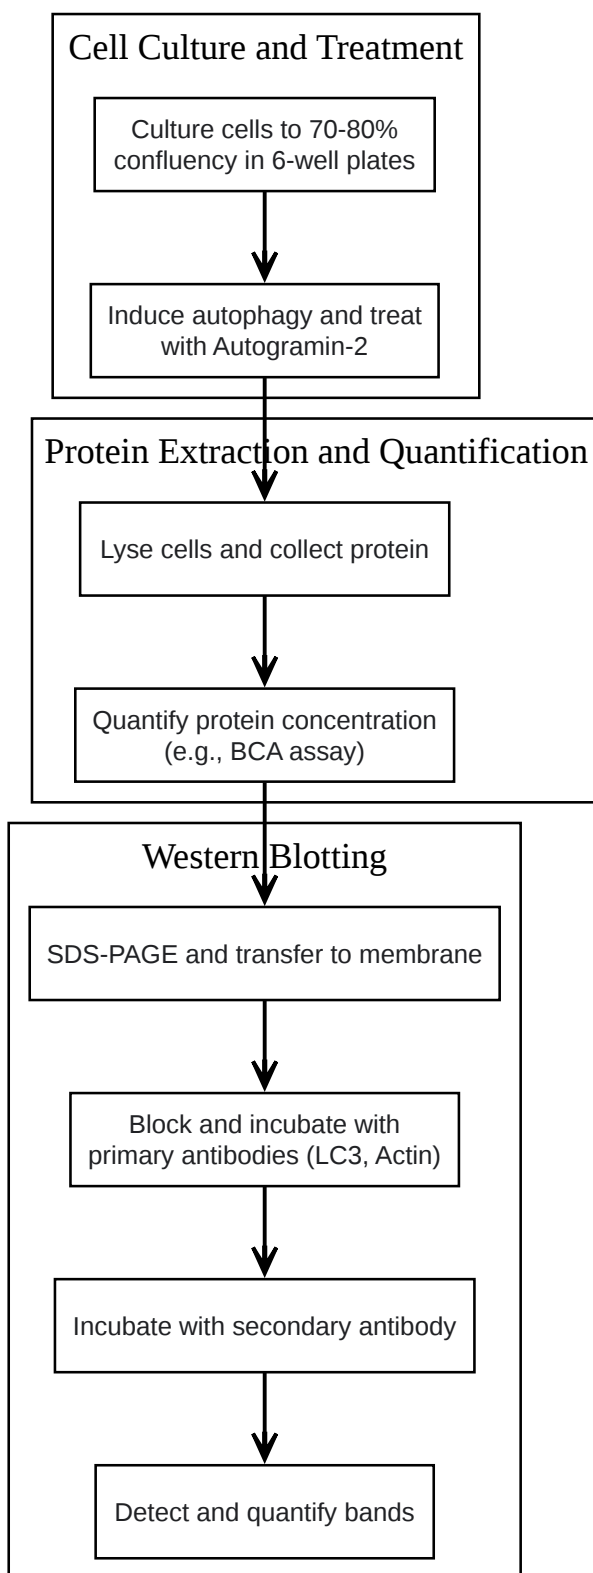 Cell Culture and Treatment
Culture cells to 70-80%
confluency in 6-well plates
Induce autophagy and treat
with Autogramin-2
Protein Extraction and Quantification
Lyse cells and collect protein
Quantify protein concentration
(e.g., BCA assay)
Western Blotting
SDS-PAGE and transfer to membrane
Block and incubate with
primary antibodies (LC3, Actin)
Incubate with secondary antibody
Detect and quantify bands